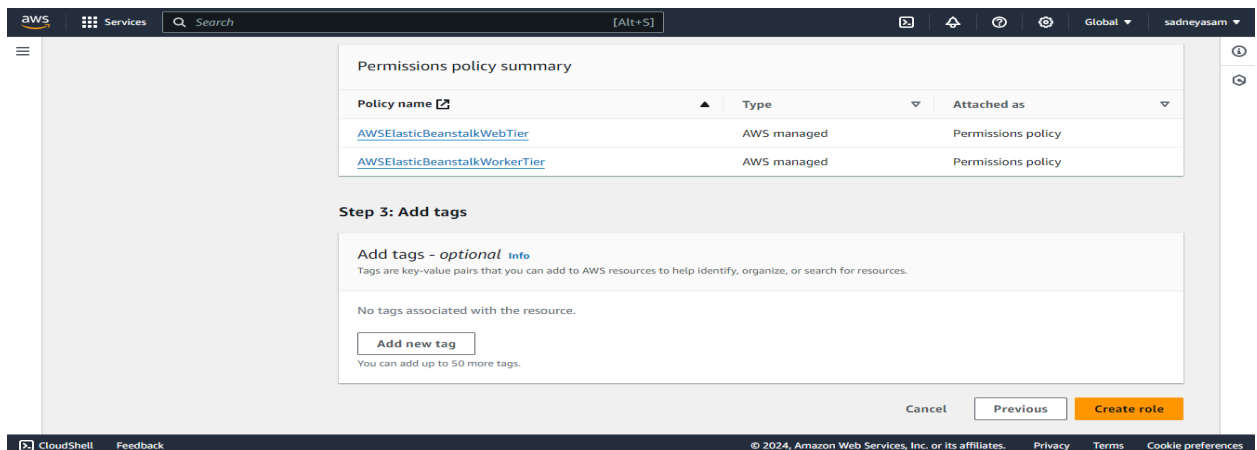 aws Services Search [Alt+S] Global sadneyasam
Permissions policy summary
Policy name Type Attached as
AWSElasticBeanstalkWebTier AWS managed Permissions policy
AWSElasticBeanstalkWorkerTier AWS managed Permissions policy
Step 3: Add tags
Add tags - optional Info
Tags are key-value pairs that you can add to AWS resources to help identify, organize, or search for resources.
No tags associated with the resource.
Add new tag
You can add up to 50 more tags.
Cancel Previous Create role
CloudShell Feedback © 2024, Amazon Web Services, Inc. or its affiliates. Privacy Terms Cookie preferences